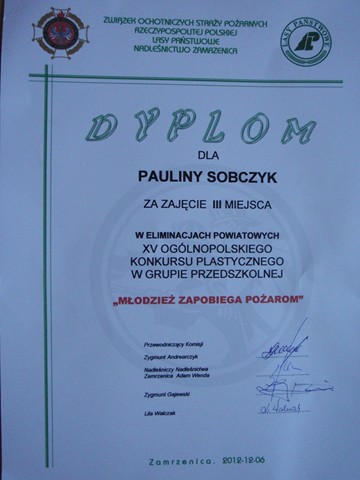 ZWIĄZEK OCHOTNICZYCH STRAŻY POŻARNYCH
RZECZYPOSPOLITEJ POLSKIEJ
LASY PAŃSTWOWE
NADLEŚNICTWO ZAMRZENICA
LASY PAŃSTWOWE
DYPLOM
DLA
PAULINY SOBCZYK
ZA ZAJĘCIE III MIEJSCA
W ELIMINACJACH POWIATOWYCH
XV OGÓLNOPOLSKIEGO
KONKURSU PLASTYCZNEGO
W GRUPIE PRZEDSZKOLNEJ
„MŁODZIEŻ ZAPOBIEGA POŻAROM”
Przewodniczący Komisji
Zygmunt Andrearczyk
Nadleśniczy Nadleśnictwa
Zamrzenica Adam Wenda
Zygmunt Gajewski
Lila Walczak
Zamrzenica, 2012-12-06